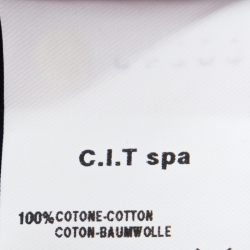 C.I.T spa
100% COTONE-COTTON
COTON-BAUMWOLLE